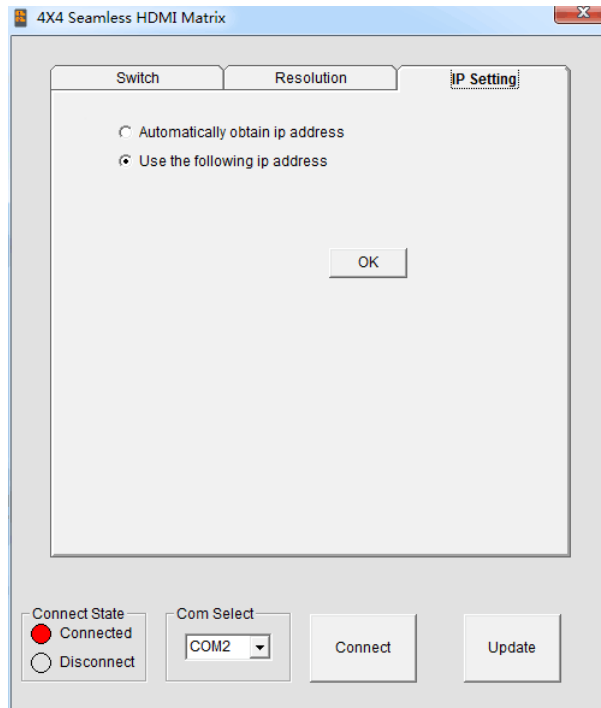 4X4 Seamless HDMI Matrix
Switch Resolution IP Setting
Automatically obtain ip address
Use the following ip address
OK
Connect State Com Select
Connected
COM2 Connect Update
Disconnect